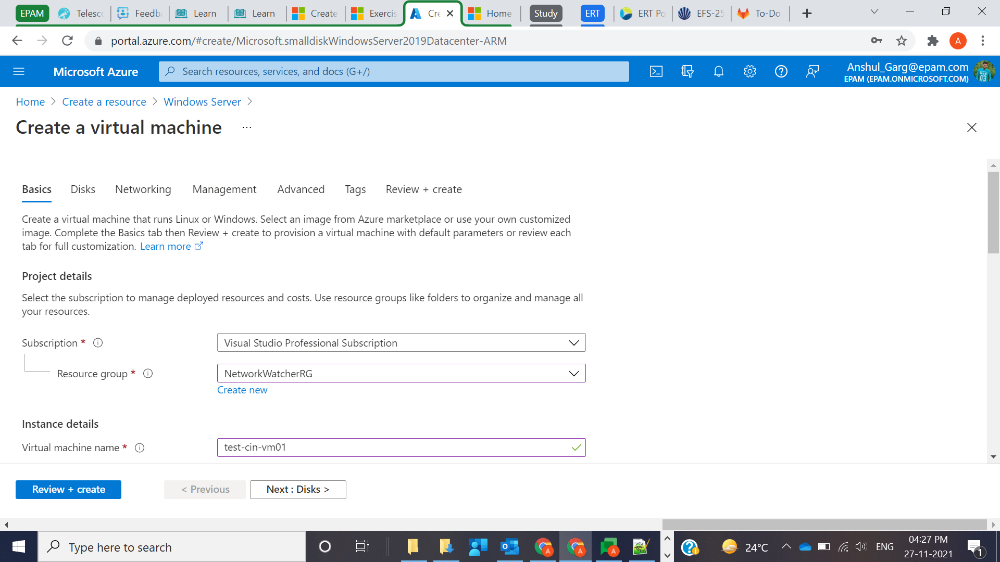 EPAM
Telesc
Feedba
Learn
Learn
Create
Exercis
Cre
Home
Study
ERT
ERT Po
EFS-25
To-Do
portal.azure.com/#create/Microsoft.smalldiskWindowsServer2019Datacenter-ARM
A
Microsoft Azure
Search resources, services, and docs (G+/)
Anshul_Garg@epam.com
EPAM (EPAM.ONMICROSOFT.COM)
Home > Create a resource > Windows Server >
Create a virtual machine ...
Basics Disks Networking Management Advanced Tags Review + create
Create a virtual machine that runs Linux or Windows. Select an image from Azure marketplace or use your own customized
image. Complete the Basics tab then Review + create to provision a virtual machine with default parameters or review each
tab for full customization. Learn more
Project details
Select the subscription to manage deployed resources and costs. Use resource groups like folders to organize and manage all
your resources.
Subscription *
Visual Studio Professional Subscription
Resource group *
NetworkWatcherRG
Create new
Instance details
Virtual machine name *
test-cin-vm01
Review + create
< Previous
Next : Disks >
Type here to search
A
A
A
24°C
ENG
04:27 PM
27-11-2021
1